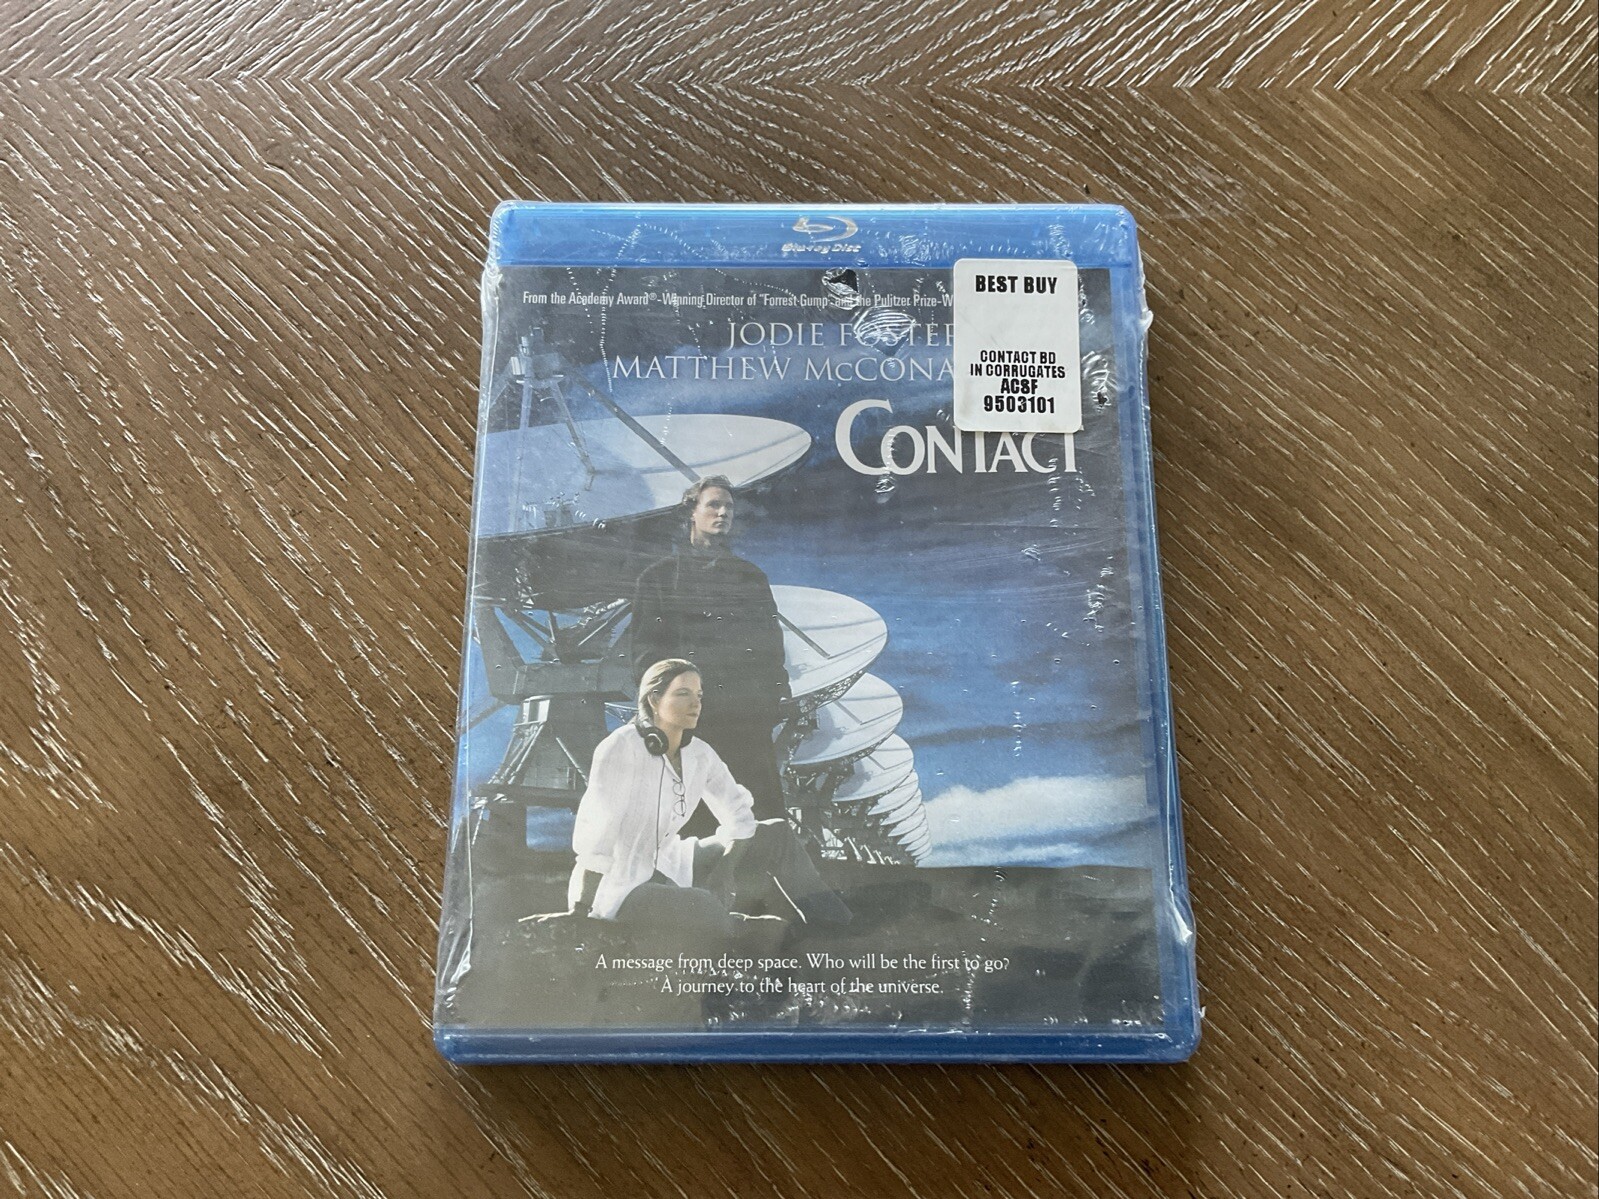 Blu-ray Disc
From the Academy Award®-Winning Director of "Forrest Gump" and the Pulitzer Prize-W
JODIE FOSTER
MATTHEW McCONA
BEST BUY
CONTACT BD
IN CORRUGATES
ACSF
9503101
CONTACT
A message from deep space. Who will be the first to go?
A journey to the heart of the universe.